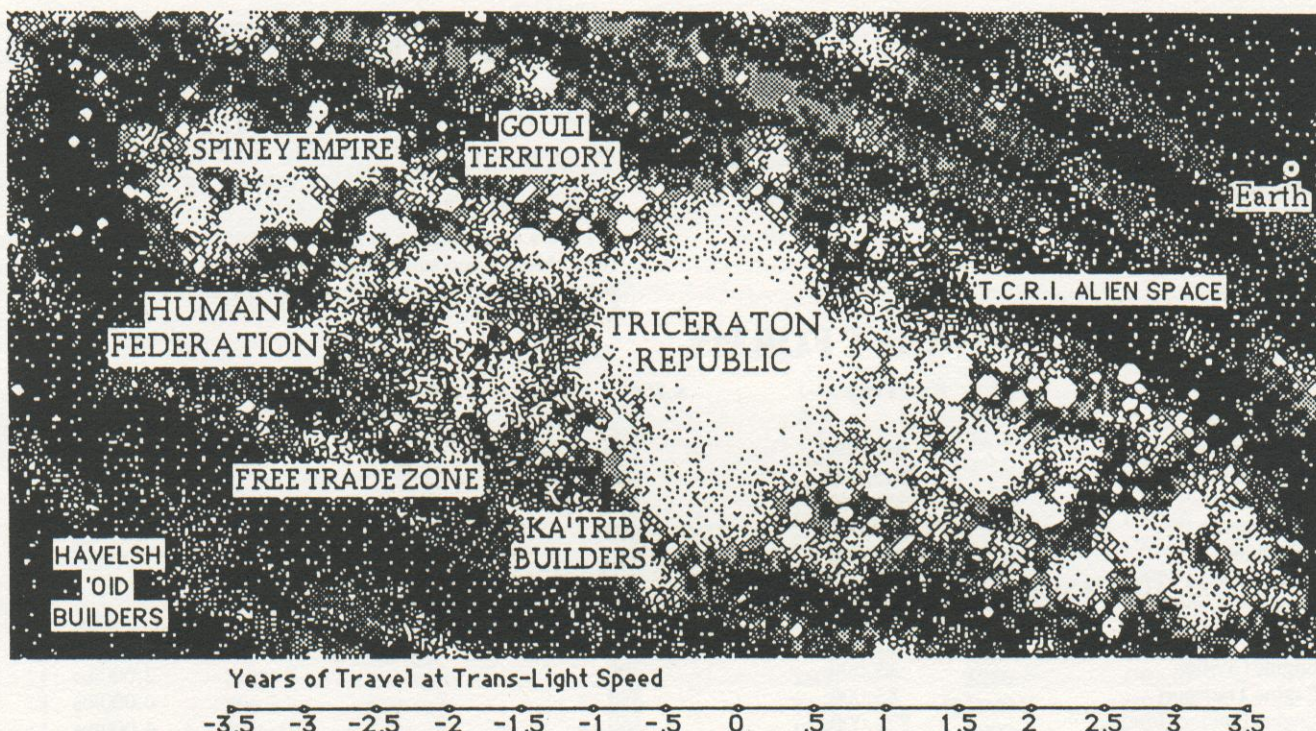 GOULI
TERRITORY
SPINEY EMPIRE
Earth
T.C.R.I. ALIEN SPACE
HUMAN
FEDERATION
TRICERATON
REPUBLIC
FREE TRADE ZONE
KA'TRIB
BUILDERS
HAVELSH
'OID
BUILDERS
Years of Travel at Trans-Light Speed
-3.5 -3 -2.5 -2 -1.5 -1 -.5 0 .5 1 1.5 2 2.5 3 3.5